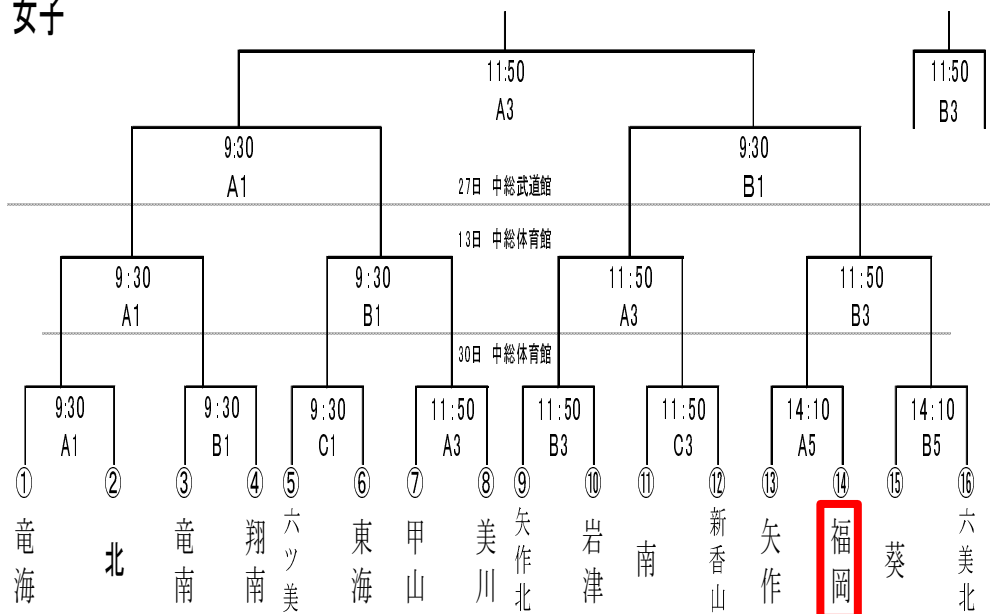 女子
11:50
A3
11:50
B3
9:30
A1
9:30
B1
27日 中総武道館
13日 中総体育館
9:30
A1
9:30
B1
11:50
A3
11:50
B3
30日 中総体育館
9:30
A1
9:30
B1
9:30
C1
11:50
A3
11:50
B3
11:50
C3
14:10
A5
14:10
B5
① ② ③ ④ ⑤ ⑥ ⑦ ⑧ ⑨ ⑩ ⑪ ⑫ ⑬ ⑭ ⑮ ⑯
竜海
北
竜南
翔南
六ツ美
東海
甲山
美川
矢作北
岩津
南
新香山
矢作
福岡
葵
六美北